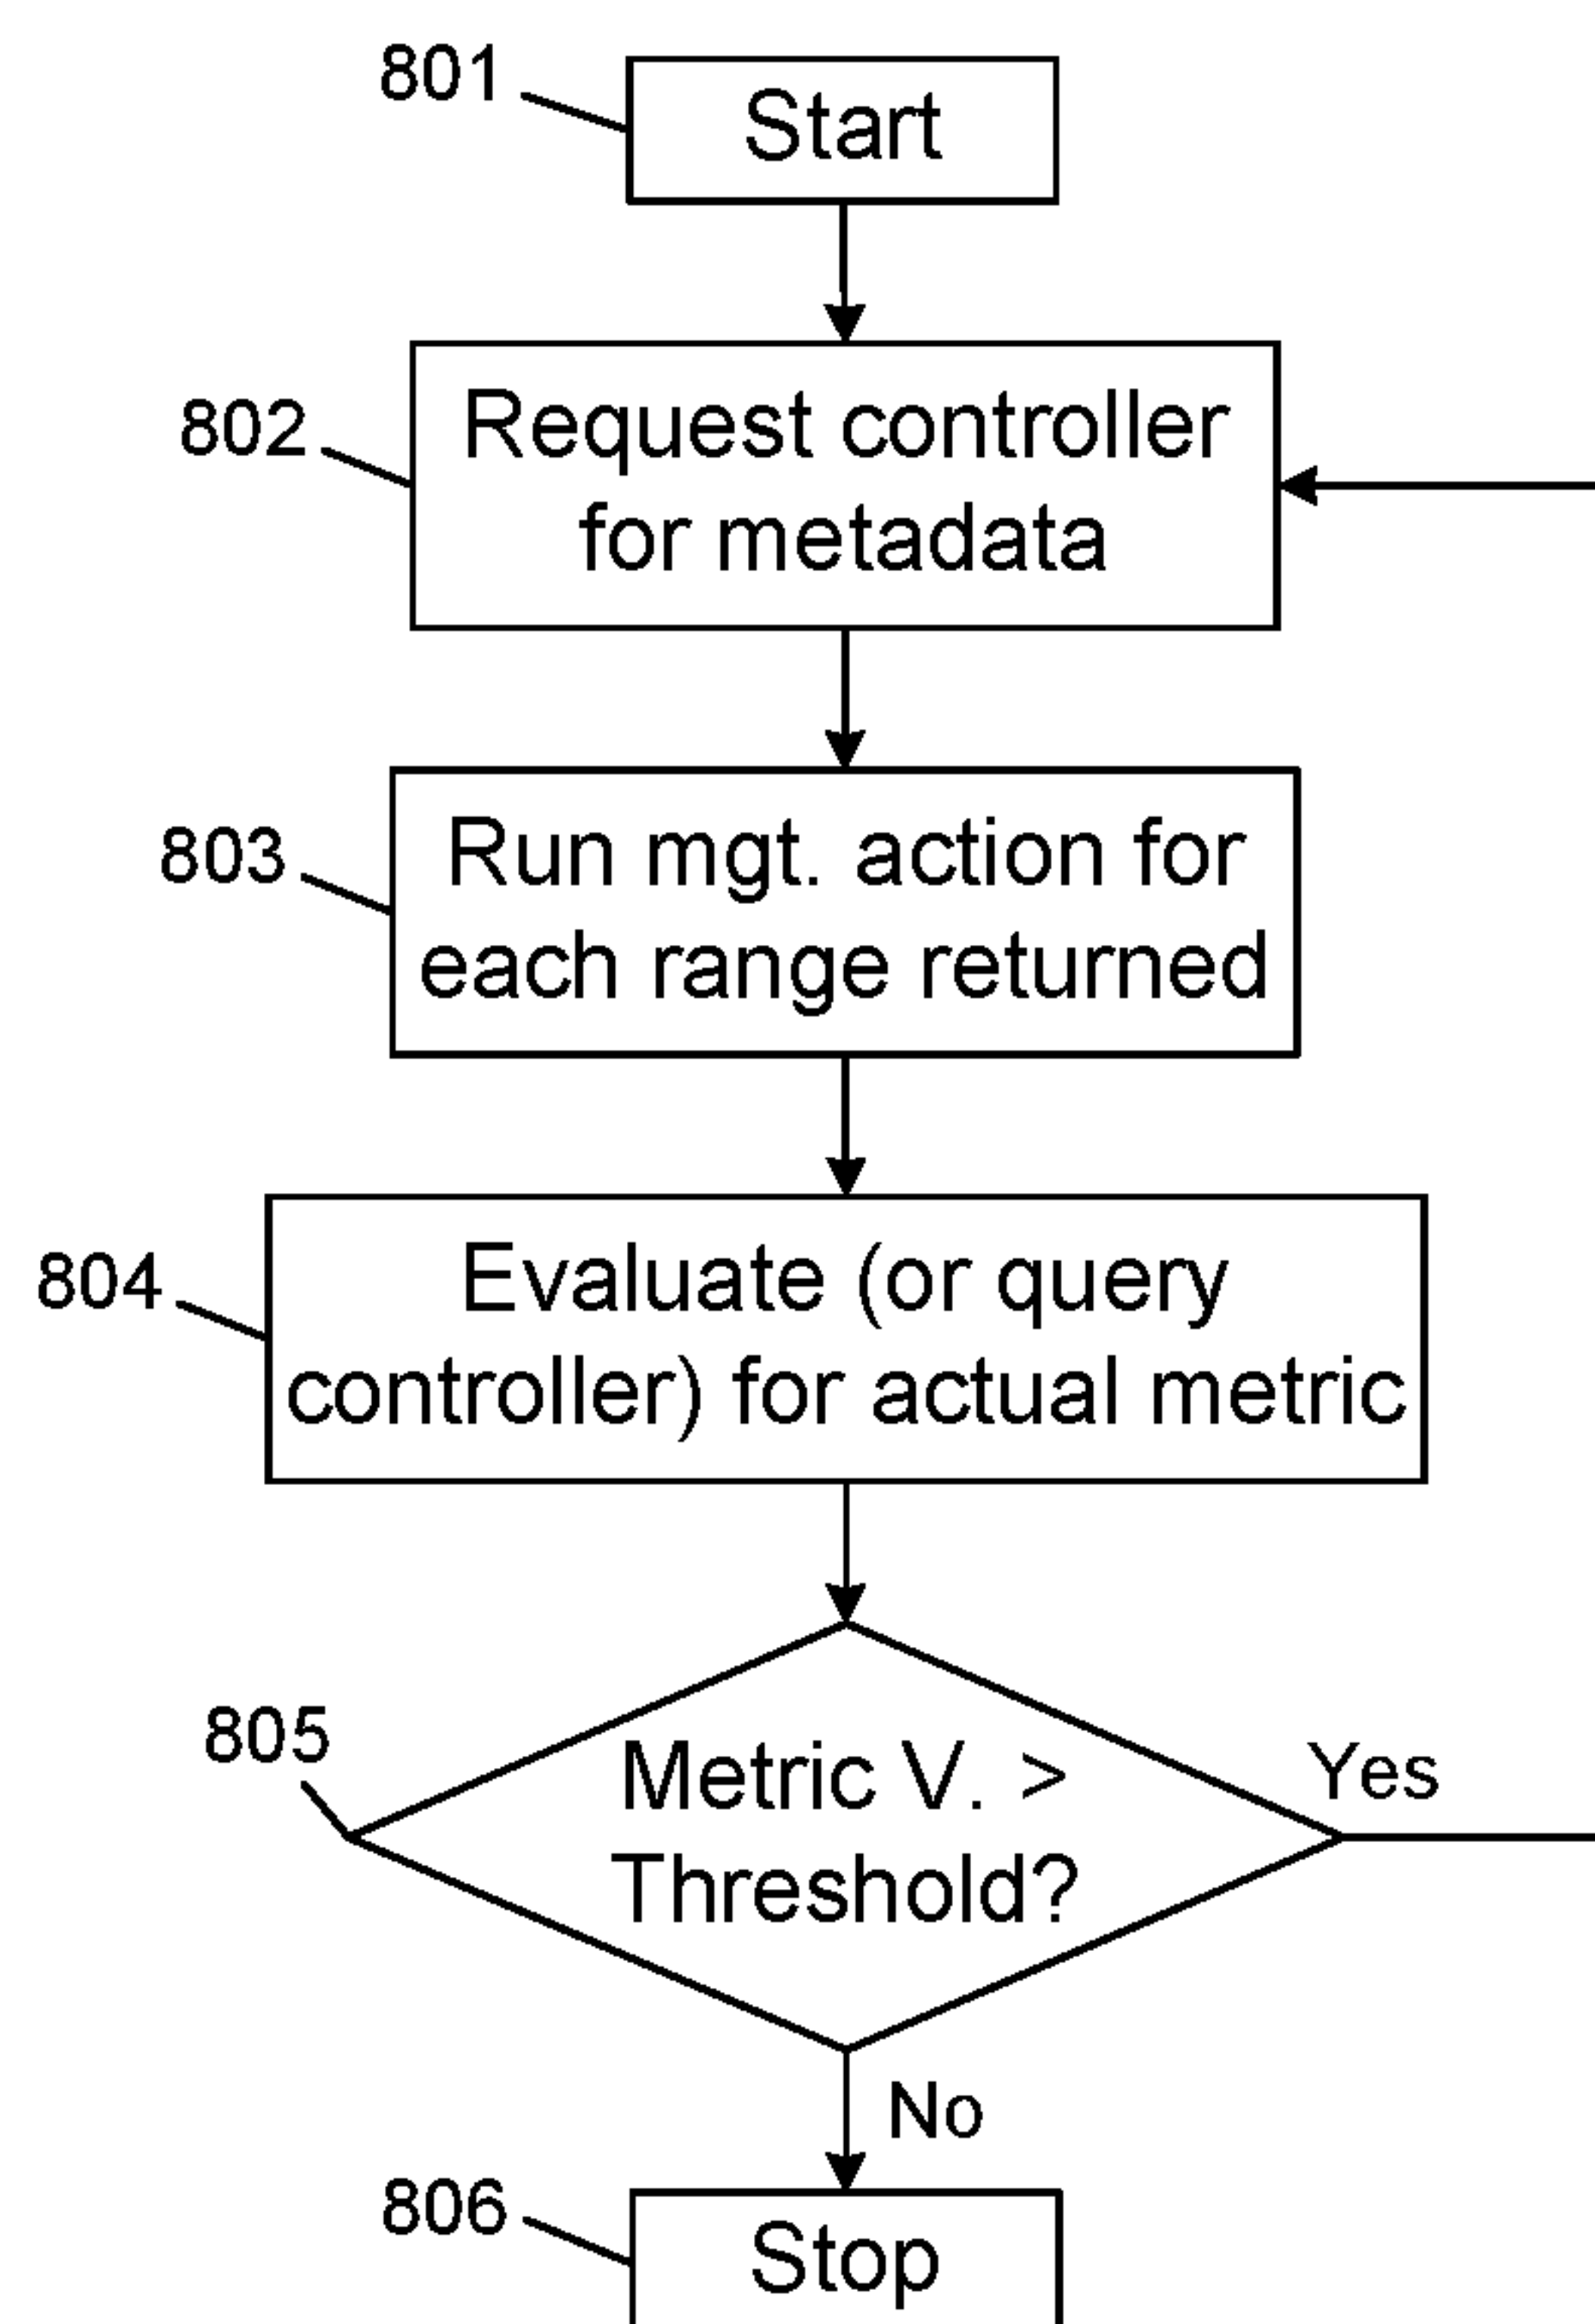 801
Start
802
Request controller
for metadata
803
Run mgt. action for
each range returned
804
Evaluate (or query
controller) for actual metric
805
Metric V. >
Threshold?
Yes
No
806
Stop